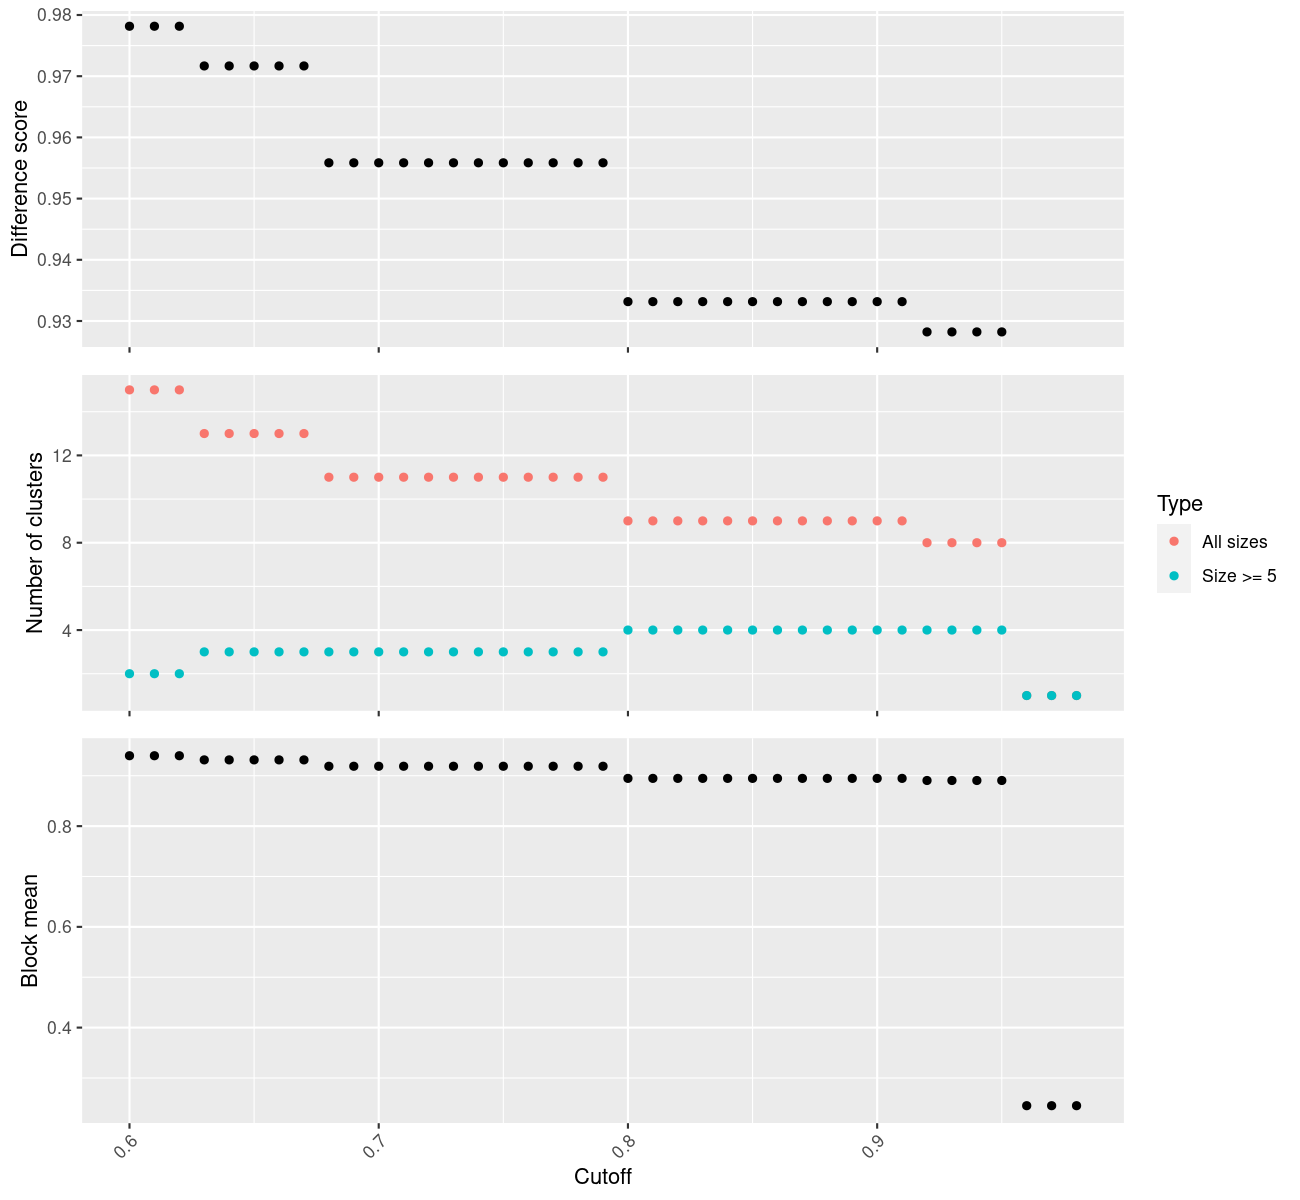 Difference score
0.98
0.97
0.96
0.95
0.94
0.93
Number of clusters
12
8
4
Type
All sizes
Size >= 5
Block mean
0.8
0.6
0.4
0.6
0.7
0.8
0.9
Cutoff